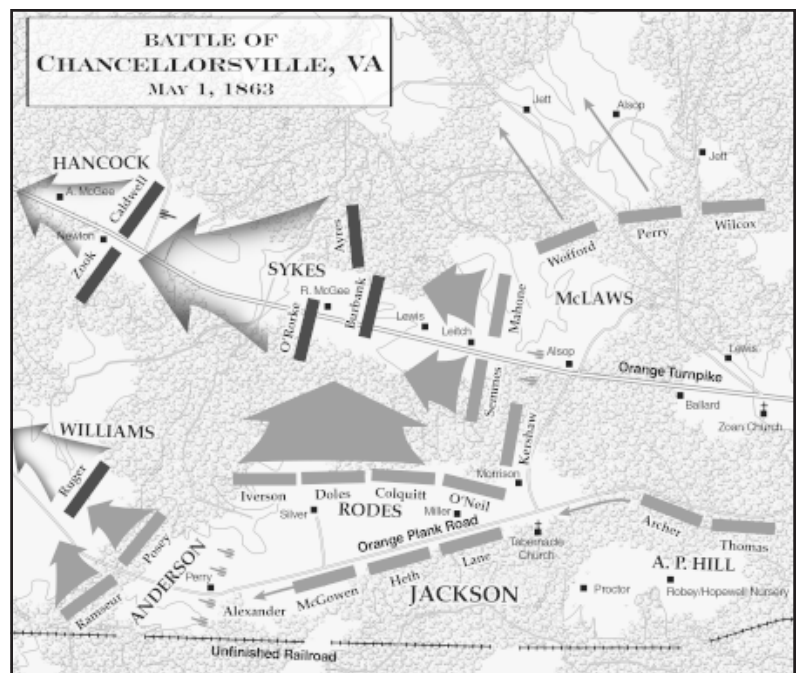 BATTLE OF
CHANCELLORSVILLE, VA
MAY 1, 1863
Jett
Alsop
Jett
HANCOCK
A. McGee
Caldwell
Newton
Zook
Ayres
Wofford
Perry
Wilcox
SYKES
R. McGee
O'Rorke
Burbank
Lewis
Leitch
Mahone
McLAWS
Alsop
Lewis
Orange Turnpike
Semmes
Ballard
Zoan Church
Kershaw
WILLIAMS
Ruger
Morrison
Iverson
Doles
Colquitt
O'Neil
Silver
RODES
Miller
Posey
Orange Plank Road
Tabernacle
Church
Archer
Thomas
ANDERSON
Perry
Ramseur
Alexander
McGowen
Heth
Lane
JACKSON
A. P. HILL
Proctor
Robey/Hopewell Nursery
Unfinished Railroad